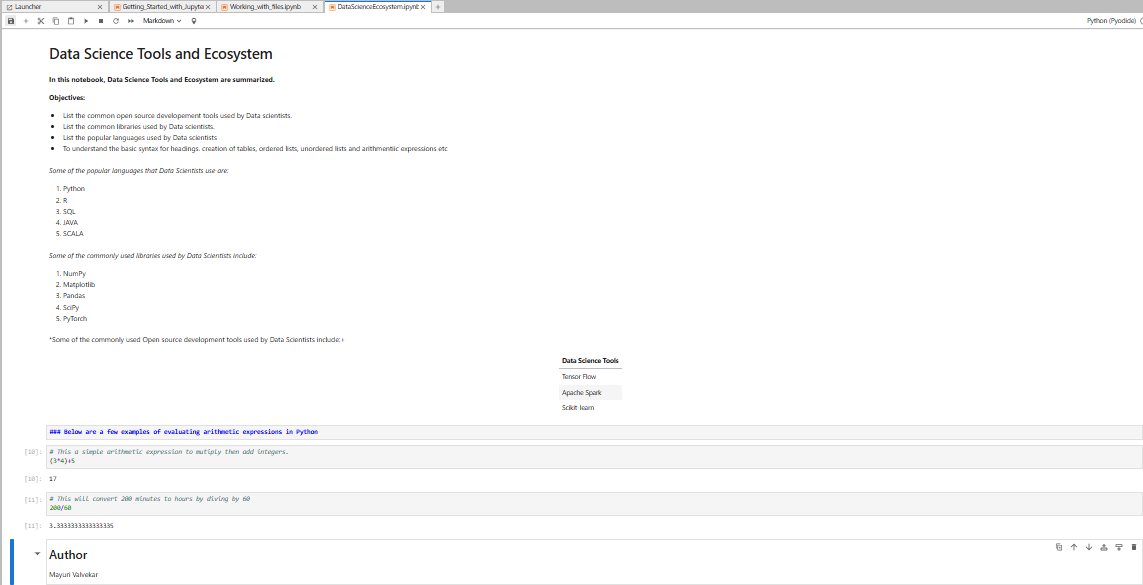 Launcher
Getting_Started_with_Jupyte
Working_with_files.ipynb
DataScienceEcosystem.ipynb
Markdown
Python (Pyodide)
Data Science Tools and Ecosystem
In this notebook, Data Science Tools and Ecosystem are summarized.
Objectives:
• List the common open source developement tools used by Data scientists.
• List the common libraries used by Data scientists.
• List the popular languages used by Data scientists
• To understand the basic syntax for headings. creation of tables, ordered lists, unordered lists and arithmentiic expressions etc
Some of the popular languages that Data Scientists use are:
1. Python
2. R
3. SQL
4. JAVA
5. SCALA
Some of the commonly used libraries used by Data Scientists include:
1. NumPy
2. Matplotlib
3. Pandas
4. SciPy
5. PyTorch
*Some of the commonly used Open source development tools used by Data Scientists include:
Data Science Tools
Tensor Flow
Apache Spark
Scikit learn
### Below are a few examples of evaluating arithmetic expressions in Python
[10]: # This a simple arithmetic expression to mutiply then add integers.
(3*4)+5
[10]: 17
[11]: # This will convert 200 minutes to hours by diving by 60
200/60
[11]: 3.3333333333333335
Author
Mayuri Valvekar